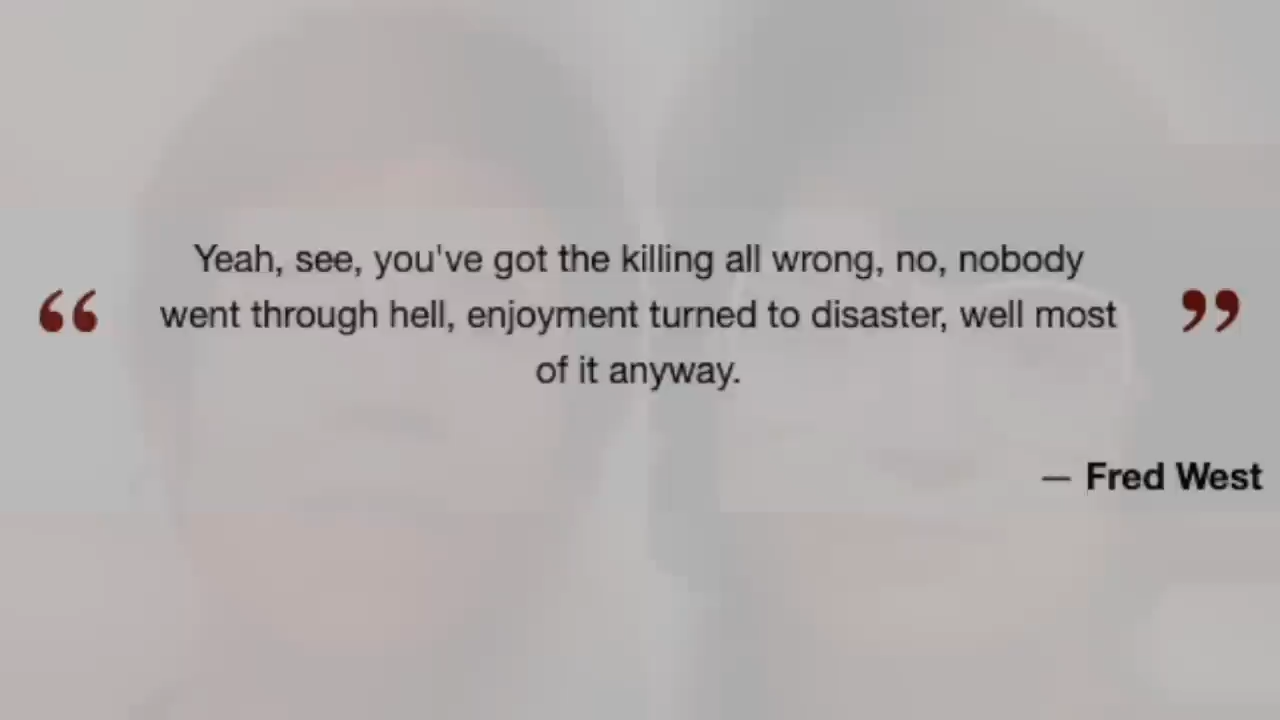 Yeah, see, you've got the killing all wrong, no, nobody
“ went through hell, enjoyment turned to disaster, well most ”
of it anyway.
— Fred West